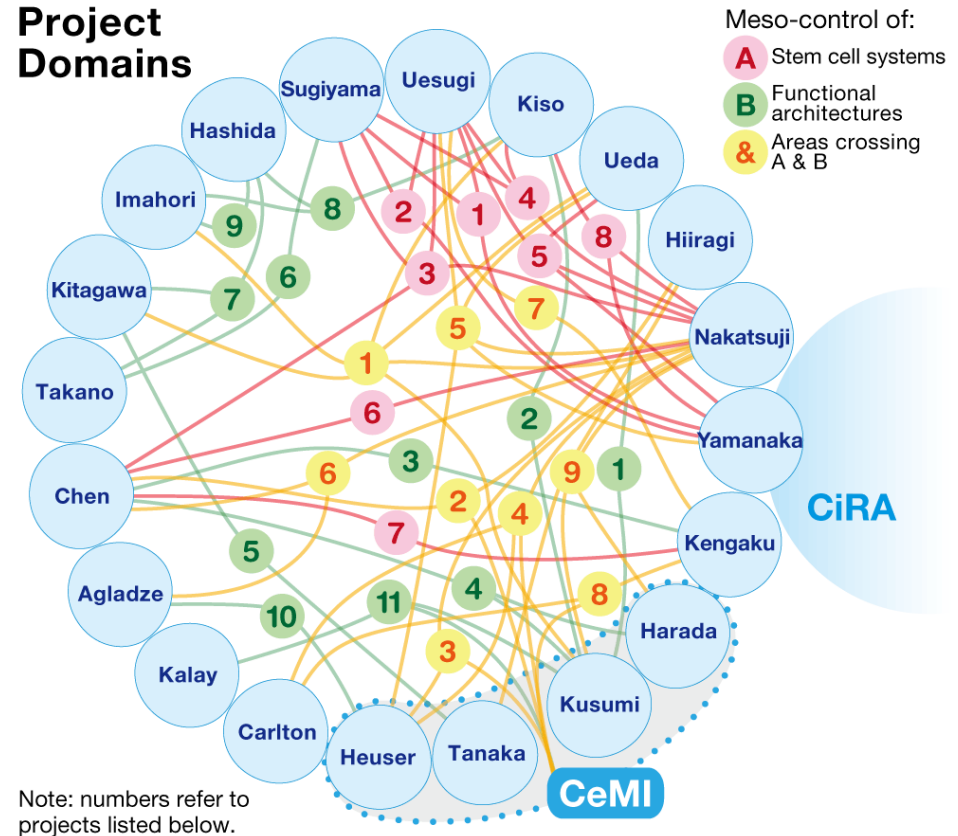 Project
Domains
Meso-control of:
A Stem cell systems
B Functional
architectures
& Areas crossing
A & B
Sugiyama
Uesugi
Kiso
Hashida
Ueda
Imahori
Hiiragi
Kitagawa
Nakatsuji
Takano
Yamanaka
Chen
CiRA
Kengaku
Agladze
Harada
Kalay
Kusumi
Carlton
Heuser
Tanaka
CeMI
8
2
1
4
9
5
8
3
6
7
7
5
1
6
2
3
6
9
1
2
4
7
5
4
8
11
10
3
Note: numbers refer to
projects listed below.